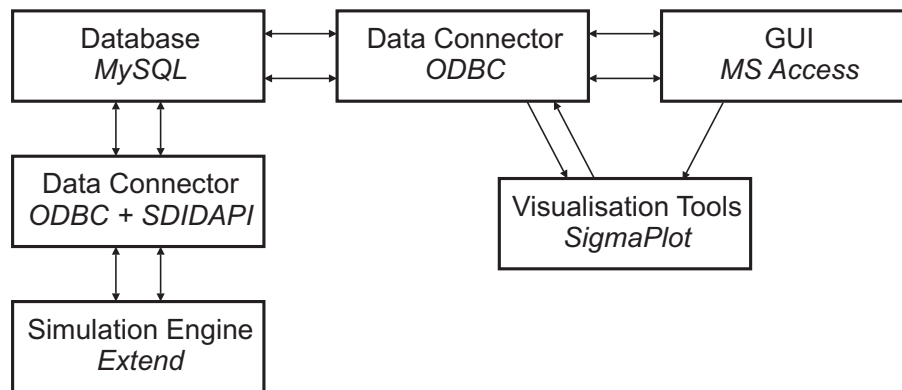 Database
MySQL
Data Connector
ODBC
GUI
MS Access
Data Connector
ODBC + SDIDAPI
Visualisation Tools
SigmaPlot
Simulation Engine
Extend